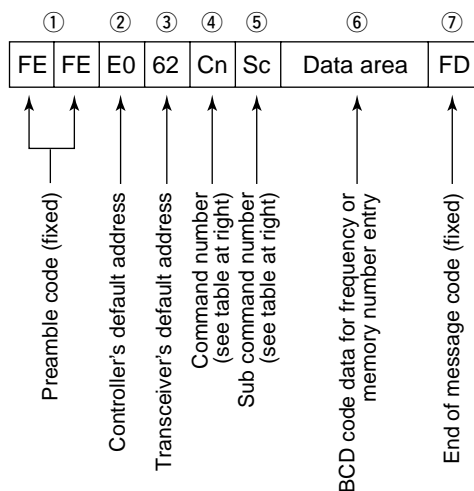 ① ② ③ ④ ⑤ ⑥ ⑦
FE FE E0 62 Cn Sc Data area FD
Preamble code (fixed)
Controller's default address
Transceiver's default address
Command number
(see table at right)
Sub command number
(see table at right)
BCD code data for frequency or
memory number entry
End of message code (fixed)